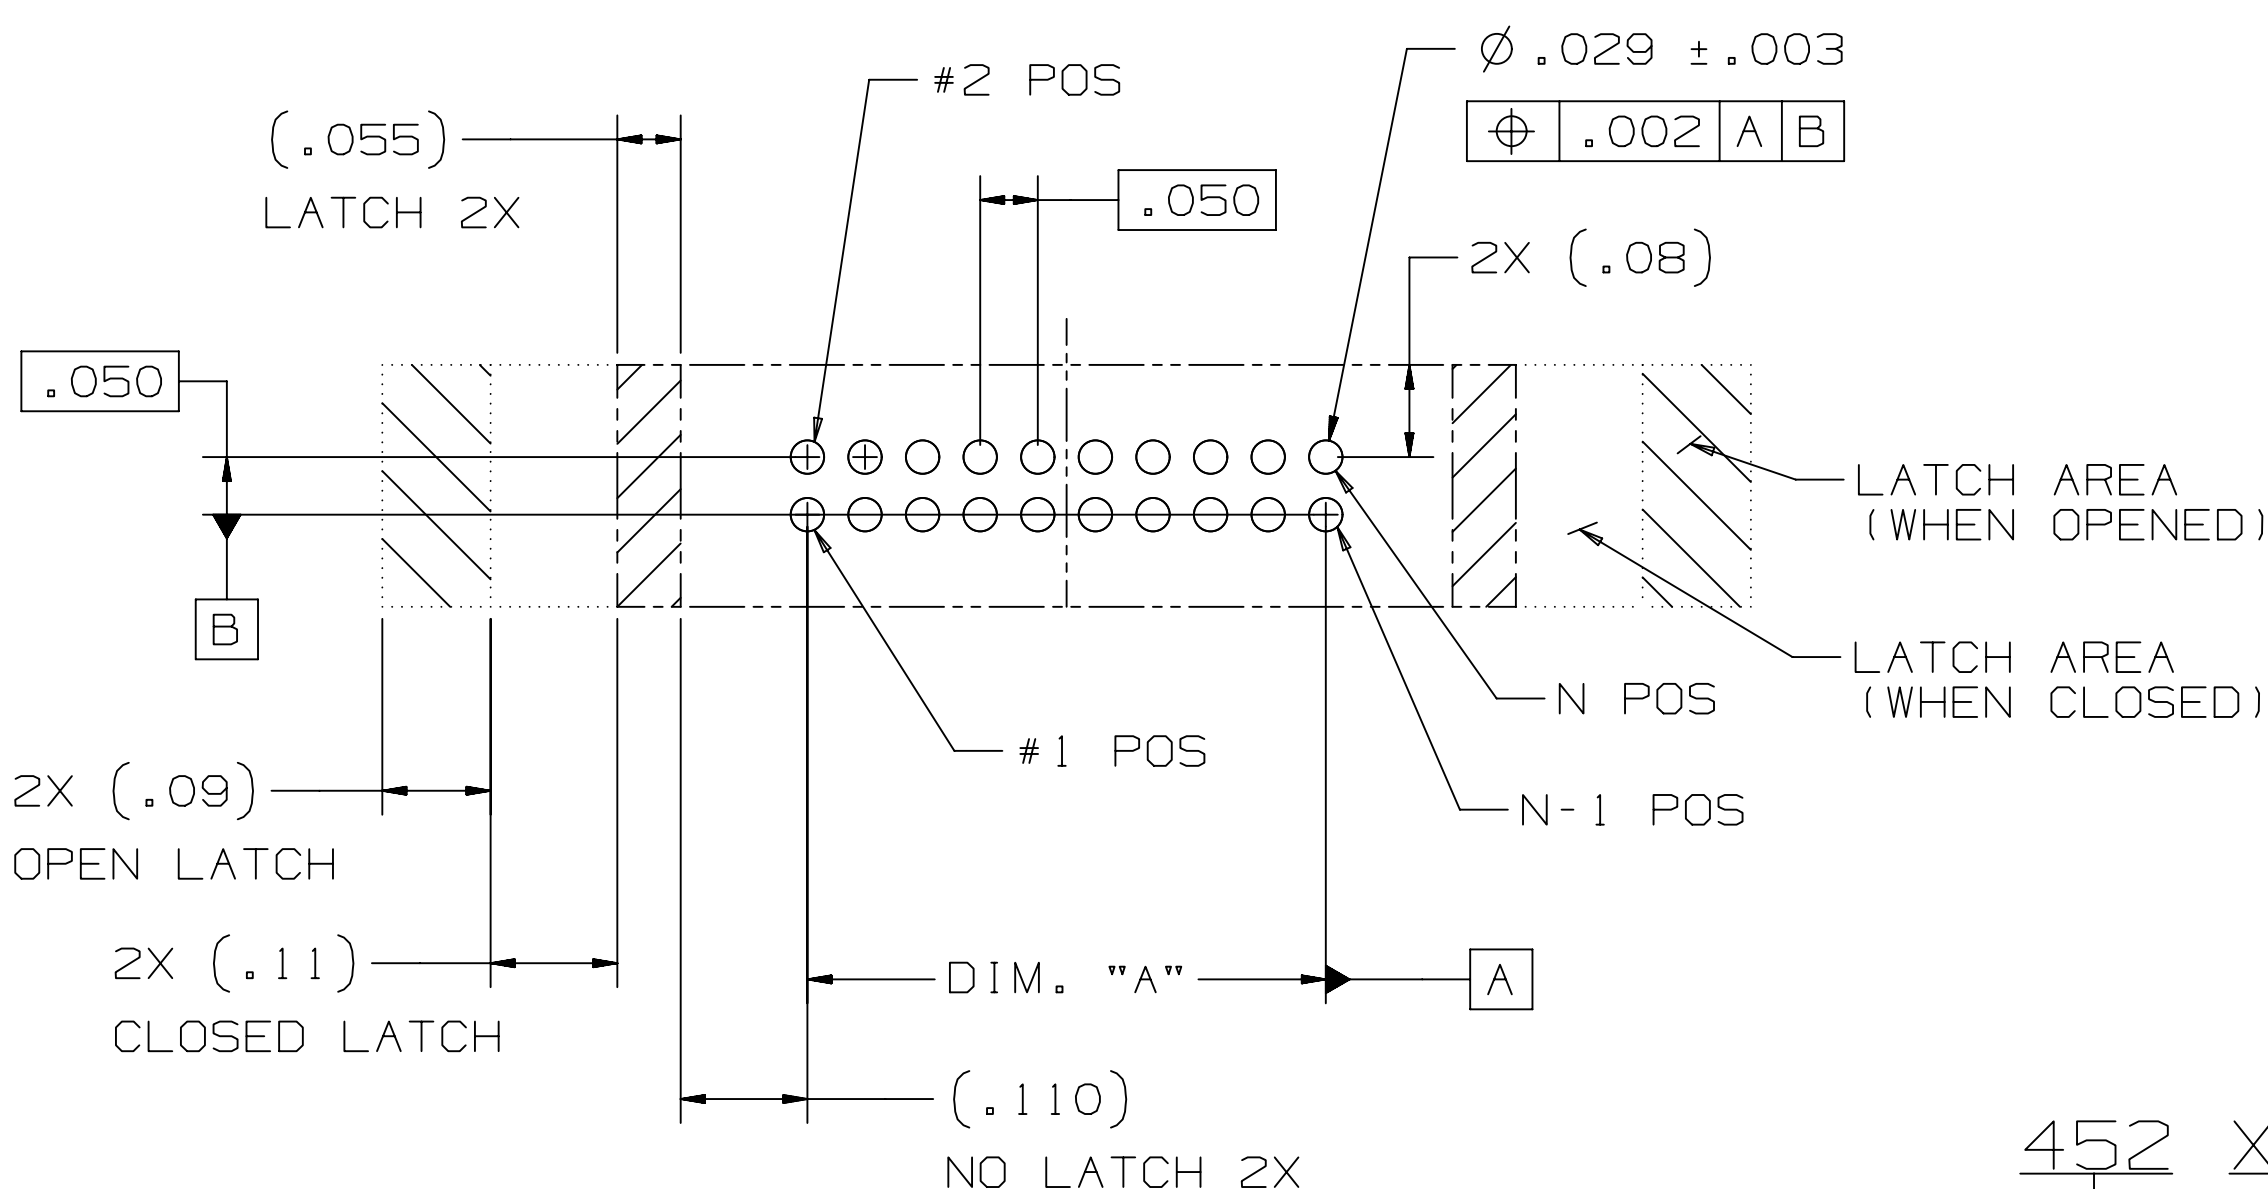 #2 POS
Ø .029 ±.003
⌖ .002 A B
(.055)
LATCH 2X
.050
2X (.08)
.050
LATCH AREA
(WHEN OPENED)
B
LATCH AREA
(WHEN CLOSED)
N POS
#1 POS
2X (.09)
OPEN LATCH
N-1 POS
2X (.11)
CLOSED LATCH
DIM. "A"
A
(.110)
NO LATCH 2X
452 X